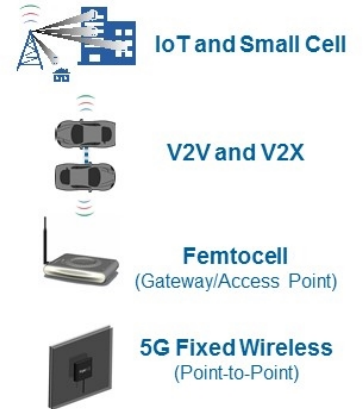 IoT and Small Cell
V2V and V2X
Femtocell
(Gateway/Access Point)
5G Fixed Wireless
(Point-to-Point)